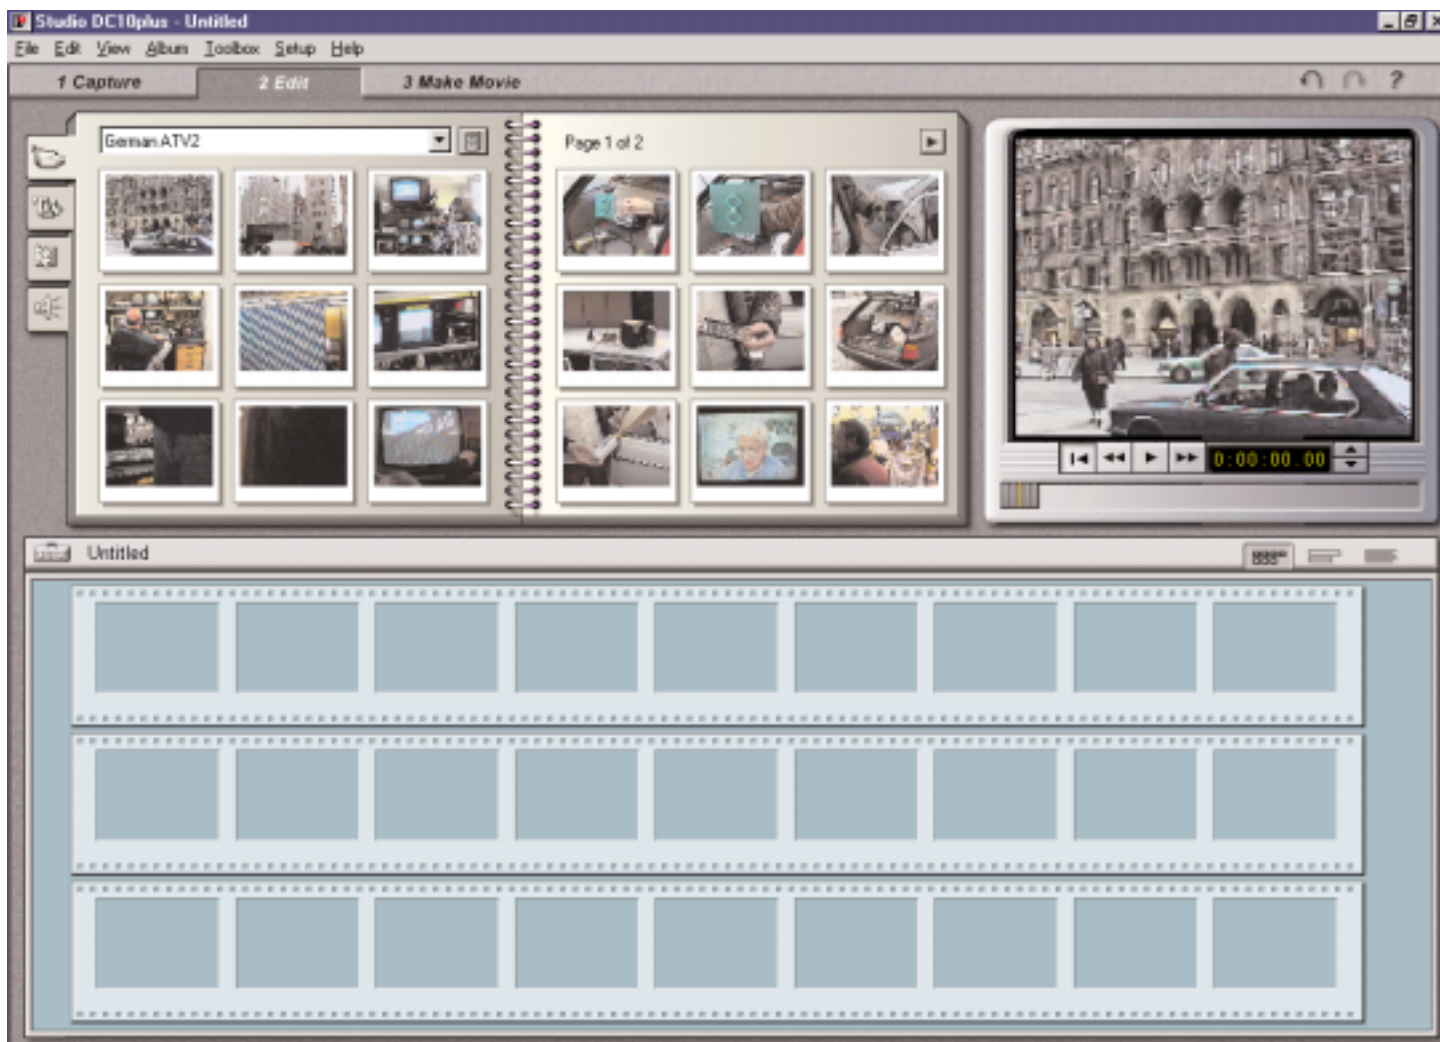 Studio DC10plus - Untitled
File Edit View Album Toolbox Setup Help
1 Capture 2 Edit 3 Make Movie ?
German ATV2
Page 1 of 2
0:00:00.00
Untitled